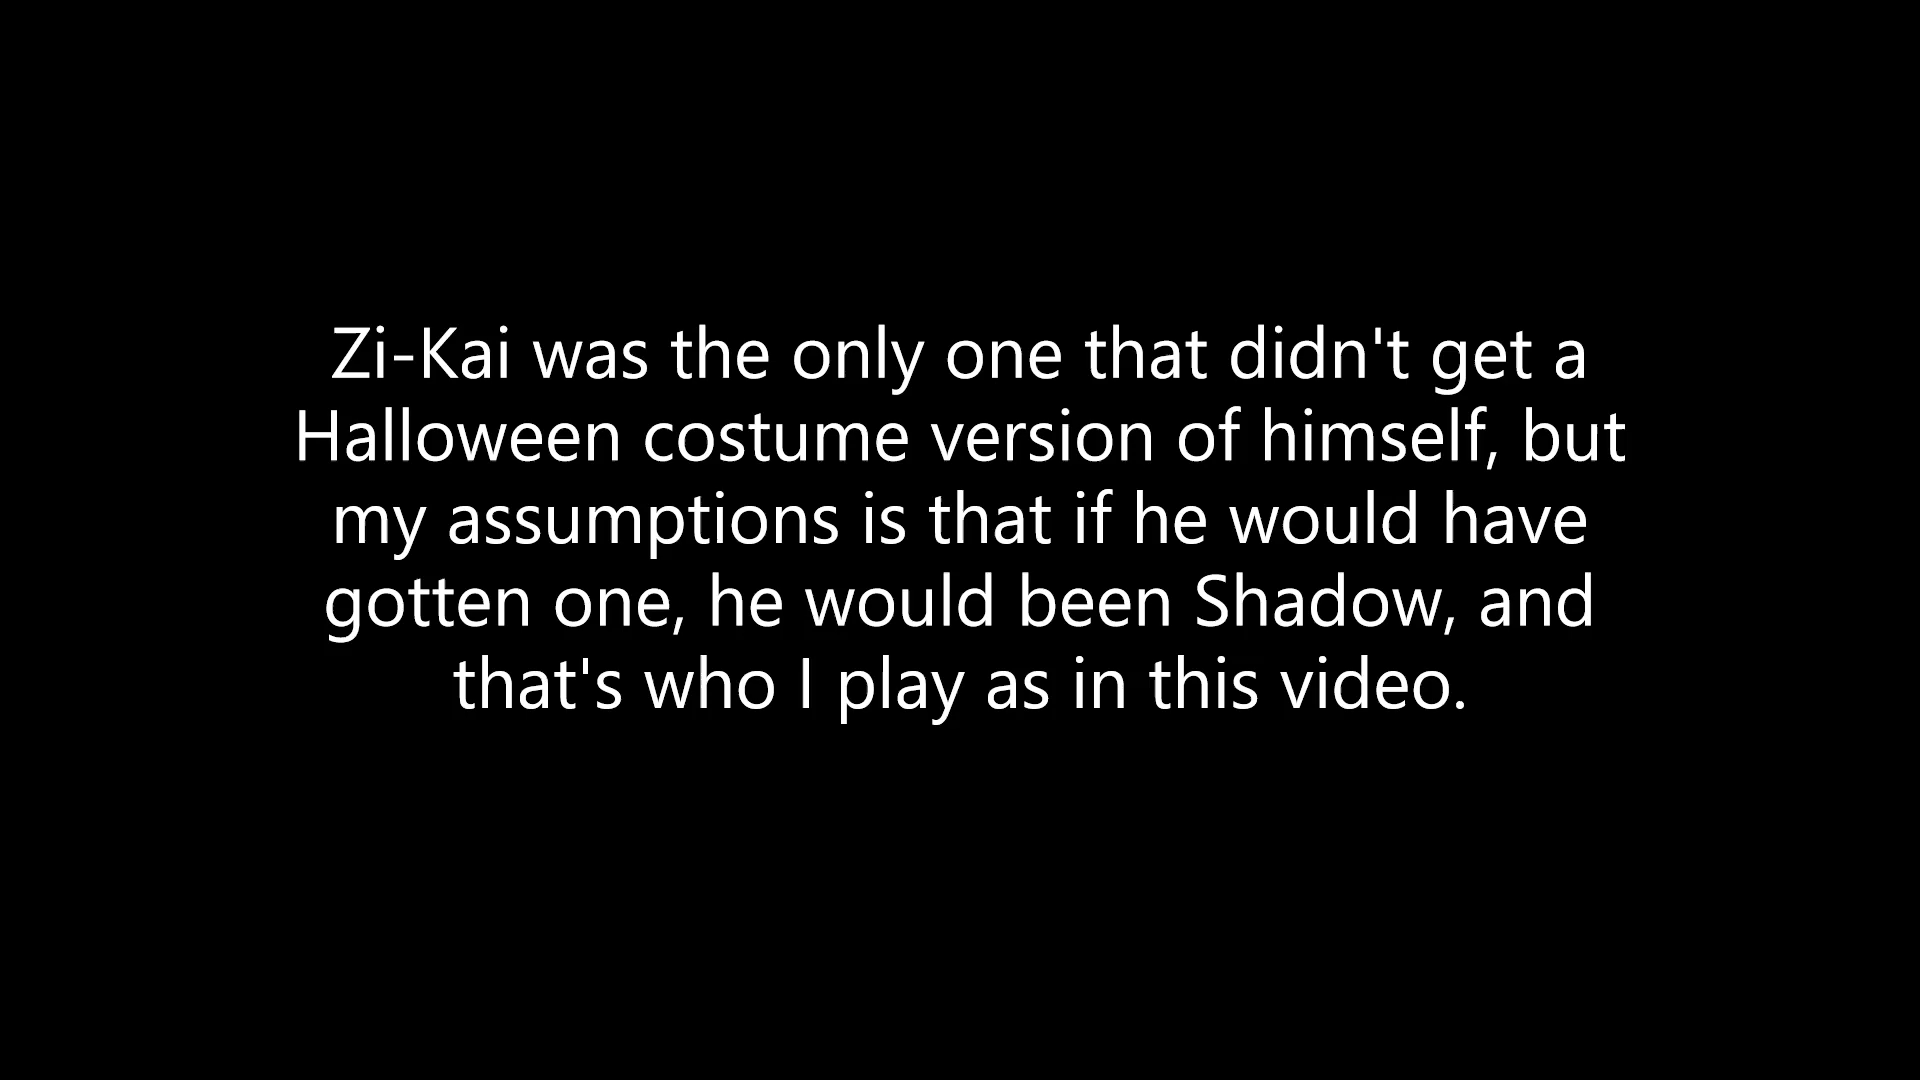 Zi-Kai was the only one that didn't get a
Halloween costume version of himself, but
my assumptions is that if he would have
gotten one, he would been Shadow, and
that's who I play as in this video.